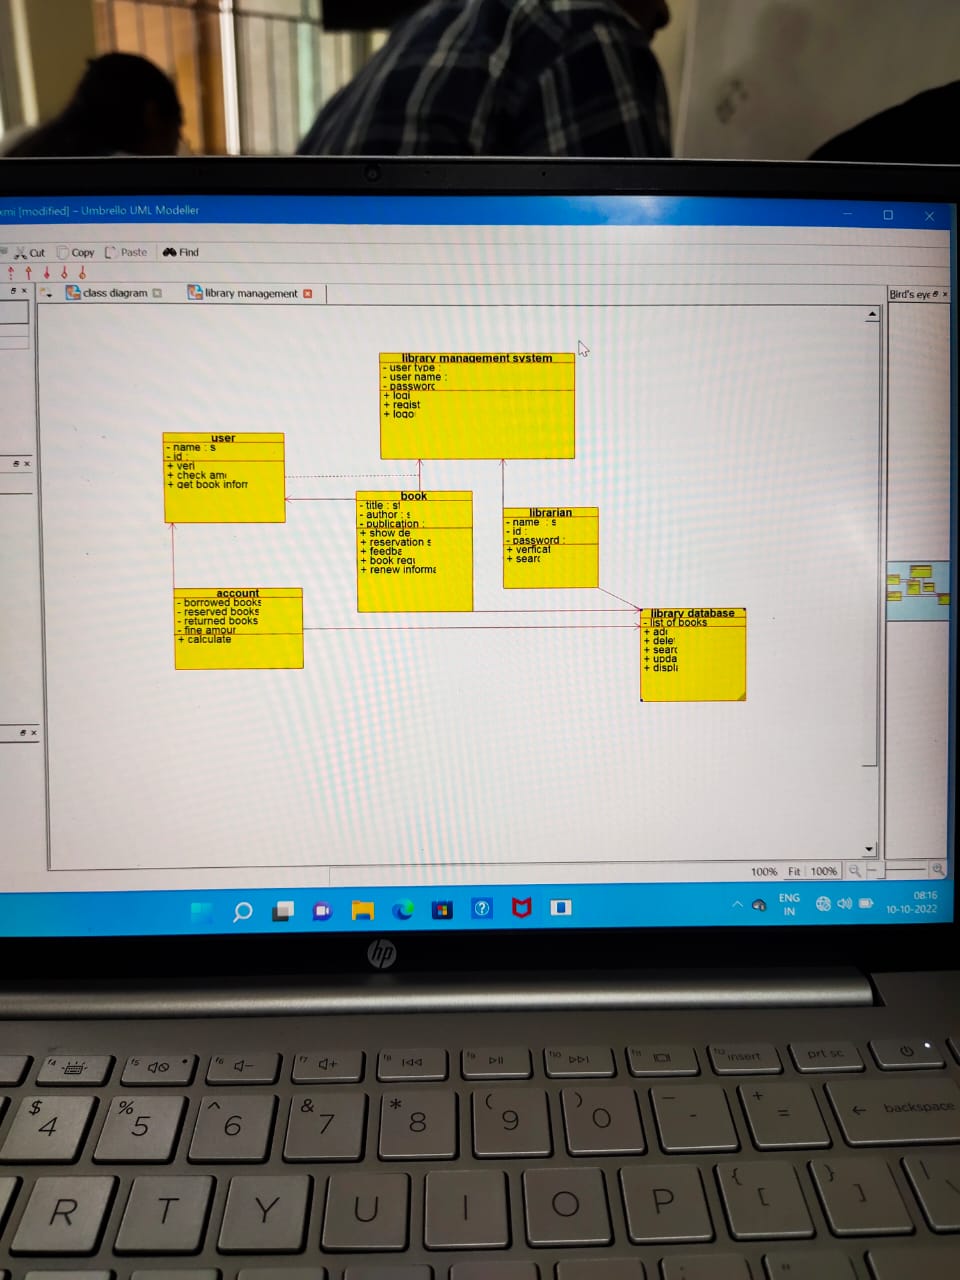 xmi [modified] – Umbrello UML Modeller
Cut Copy Paste Find
class diagram library management
Bird's eye
library management system
- user type :
- user name :
- password
+ logi
+ regist
+ logo
user
- name : s
- id :
+ veri
+ check amo
+ get book inform
book
- title : st
- author : s
- publication :
+ show de
+ reservation s
+ feedba
+ book requ
+ renew informa
librarian
- name : s
- id :
- password :
+ verficat
+ searc
account
- borrowed books
- reserved books
- returned books
- fine amour
+ calculate
library database
- list of books
+ add
+ dele
+ searc
+ upda
+ displa
100% Fit 100%
ENG
IN
08:16
10-10-2022
hp
f4 f5 f6 f7 f8 f9 f10 f11 f12 insert prt sc
$ % ^ & * ( ) _ +
4 5 6 7 8 9 0 - = ← backspace
R T Y U I O P { [ } ] | \